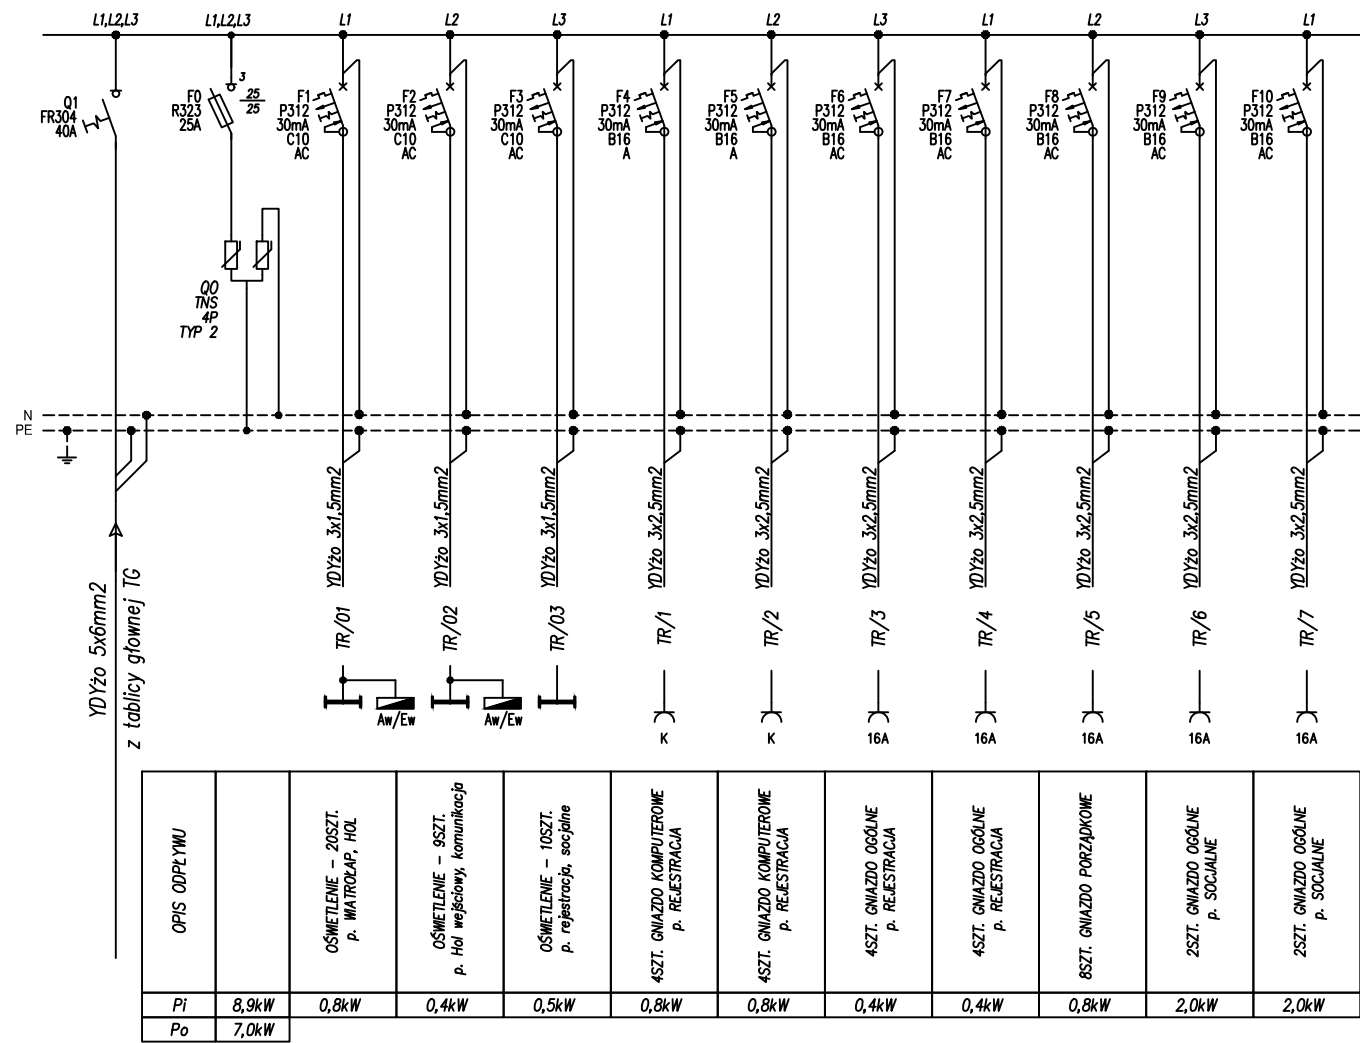 L1,L2,L3
L1,L2,L3
L1
L2
L3
L1
L2
L3
L1
L2
L3
L1
Q1
FR304
40A
F0
R323
25A
3
25
25
F1
P312
30mA
C10
AC
F2
P312
30mA
C10
AC
F3
P312
30mA
C10
AC
F4
P312
30mA
B16
A
F5
P312
30mA
B16
A
F6
P312
30mA
B16
AC
F7
P312
30mA
B16
AC
F8
P312
30mA
B16
AC
F9
P312
30mA
B16
AC
F10
P312
30mA
B16
AC
Q0
TNS
4P
TYP 2
N
PE
YDYżo 5x6mm2
z tablicy głownej TG
YDYżo 3x1,5mm2
YDYżo 3x1,5mm2
YDYżo 3x1,5mm2
YDYżo 3x2,5mm2
YDYżo 3x2,5mm2
YDYżo 3x2,5mm2
YDYżo 3x2,5mm2
YDYżo 3x2,5mm2
YDYżo 3x2,5mm2
YDYżo 3x2,5mm2
TR/01
TR/02
TR/03
TR/1
TR/2
TR/3
TR/4
TR/5
TR/6
TR/7
Aw/Ew
Aw/Ew
K
K
16A
16A
16A
16A
16A
OPIS ODPŁYWU
OŚWIETLENIE - 20SZT.
p. WIATROŁAP, HOL
OŚWIETLENIE - 9SZT.
p. Hol wejściowy, komunikacja
OŚWIETLENIE - 10SZT.
p. rejestracja, socjalne
4SZT. GNIAZDO KOMPUTEROWE
p. REJESTRACJA
4SZT. GNIAZDO KOMPUTEROWE
p. REJESTRACJA
4SZT. GNIAZDO OGÓLNE
p. REJESTRACJA
4SZT. GNIAZDO OGÓLNE
p. REJESTRACJA
8SZT. GNIAZDO PORZĄDKOWE
2SZT. GNIAZDO OGÓLNE
p. SOCJALNE
2SZT. GNIAZDO OGÓLNE
p. SOCJALNE
Pi 8,9kW 0,8kW 0,4kW 0,5kW 0,8kW 0,8kW 0,4kW 0,4kW 0,8kW 2,0kW 2,0kW
Po 7,0kW